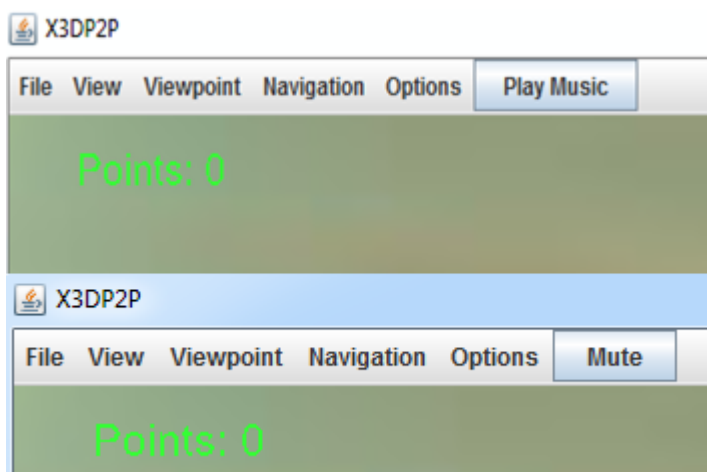 X3DP2P
File View Viewpoint Navigation Options Play Music
Points: 0
X3DP2P
File View Viewpoint Navigation Options Mute
Points: 0